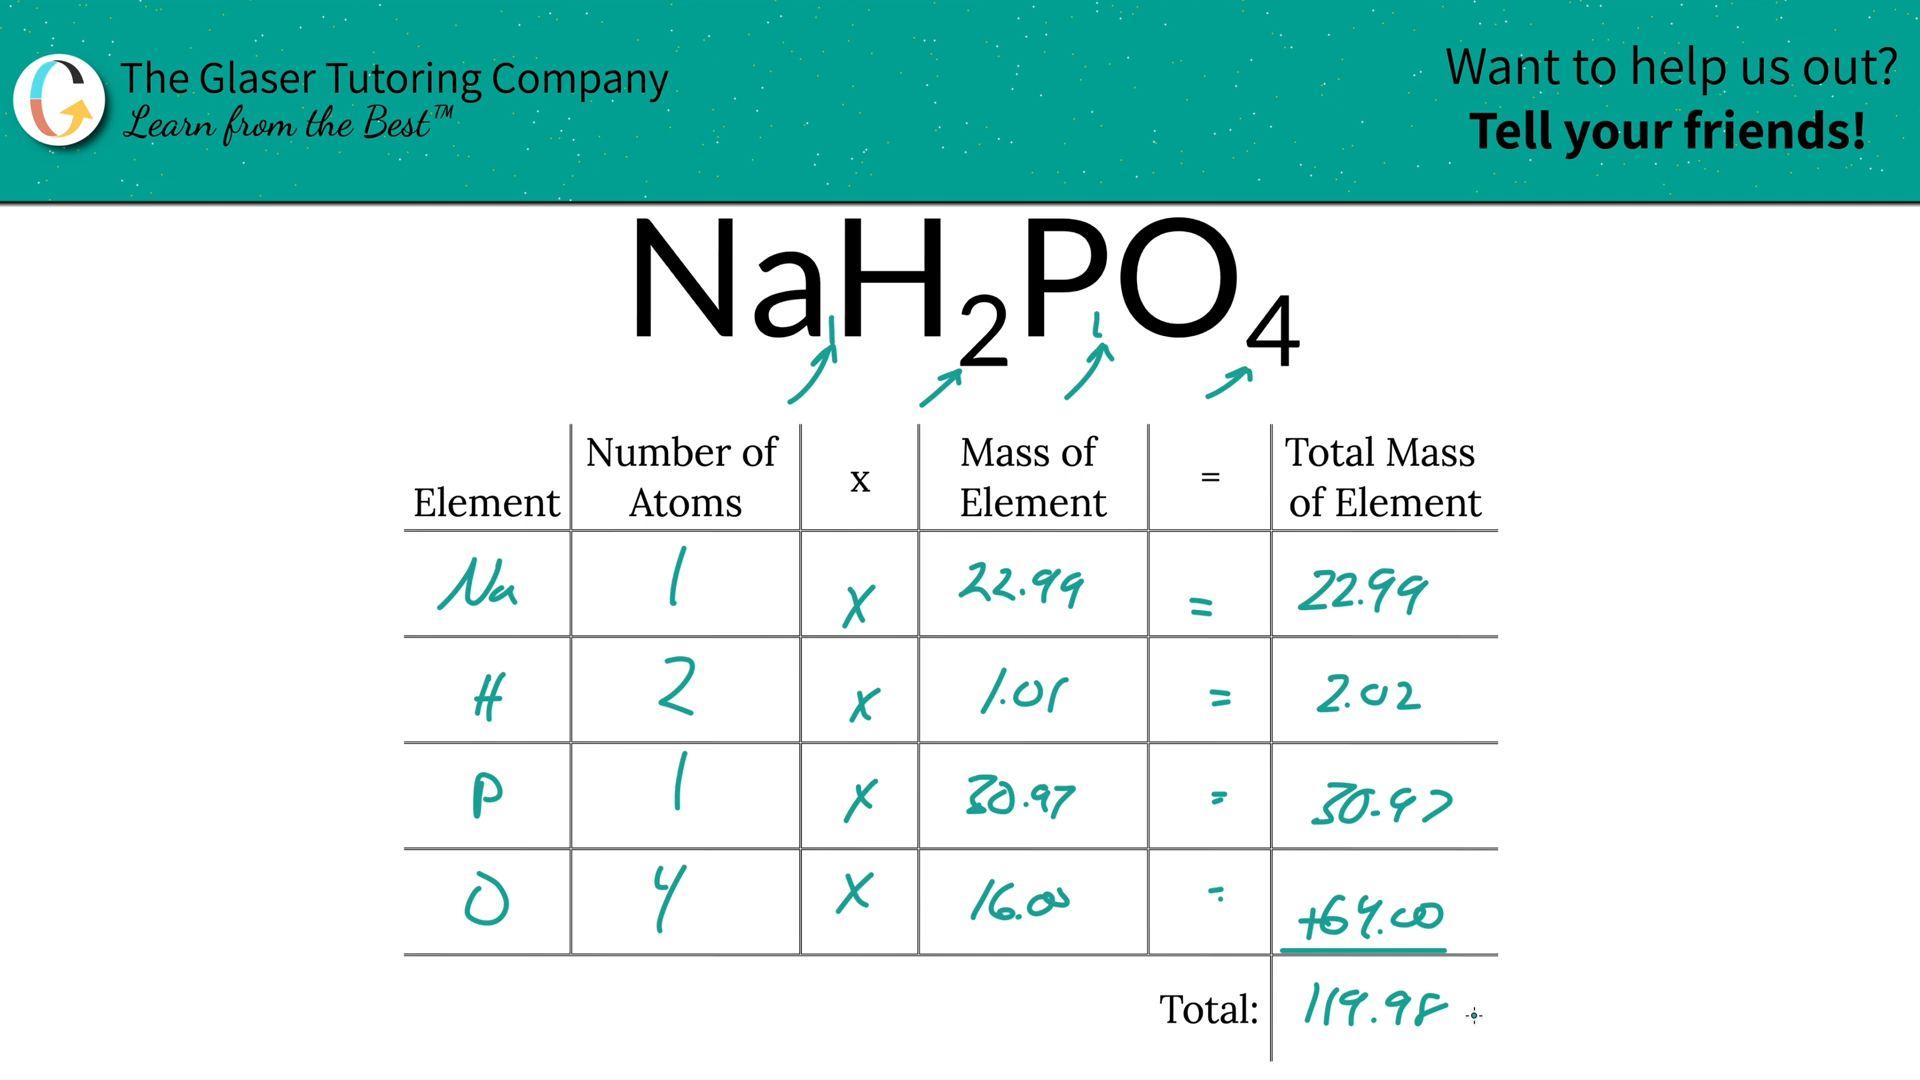 The Glaser Tutoring Company
Learn from the Best™
Want to help us out?
Tell your friends!
NaH₂PO₄
1 1
Element Number of Atoms x Mass of Element = Total Mass of Element
Na 1 x 22.99 = 22.99
H 2 x 1.01 = 2.02
P 1 x 30.97 = 30.97
O 4 x 16.00 = +64.00
Total: 119.98